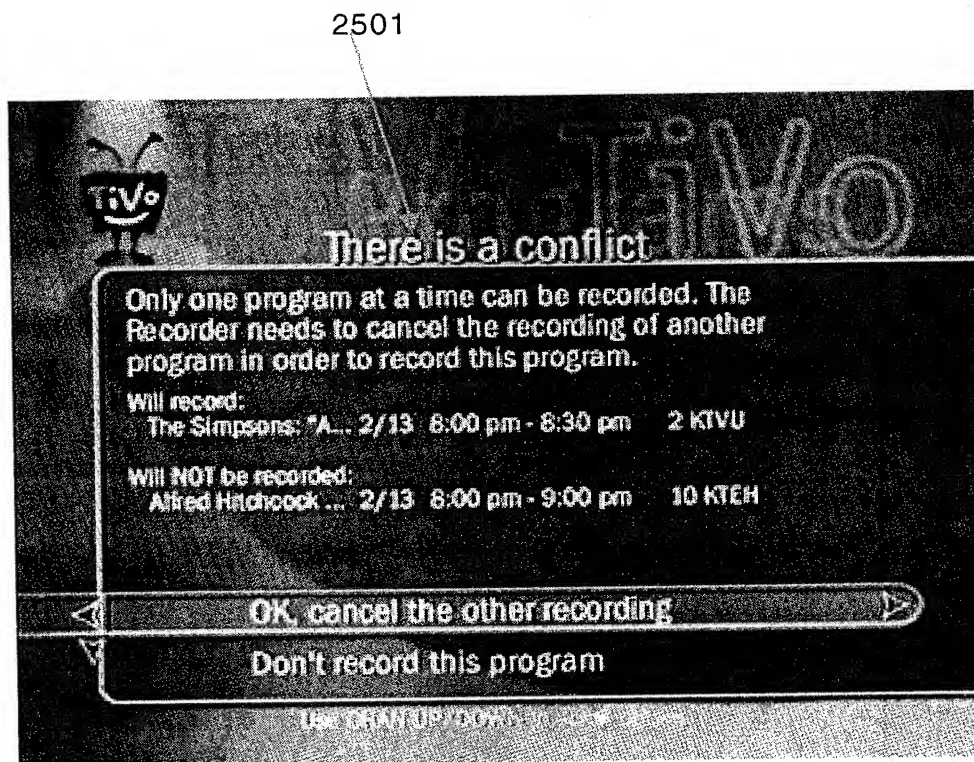 2501
TiVo
TiVo
There is a conflict
Only one program at a time can be recorded. The
Recorder needs to cancel the recording of another
program in order to record this program.
Will record:
The Simpsons: "A... 2/13 8:00 pm - 8:30 pm 2 KTVU
Will NOT be recorded:
Alfred Hitchcock ... 2/13 8:00 pm - 9:00 pm 10 KTEH
OK, cancel the other recording
Don't record this program
UP/DOWN